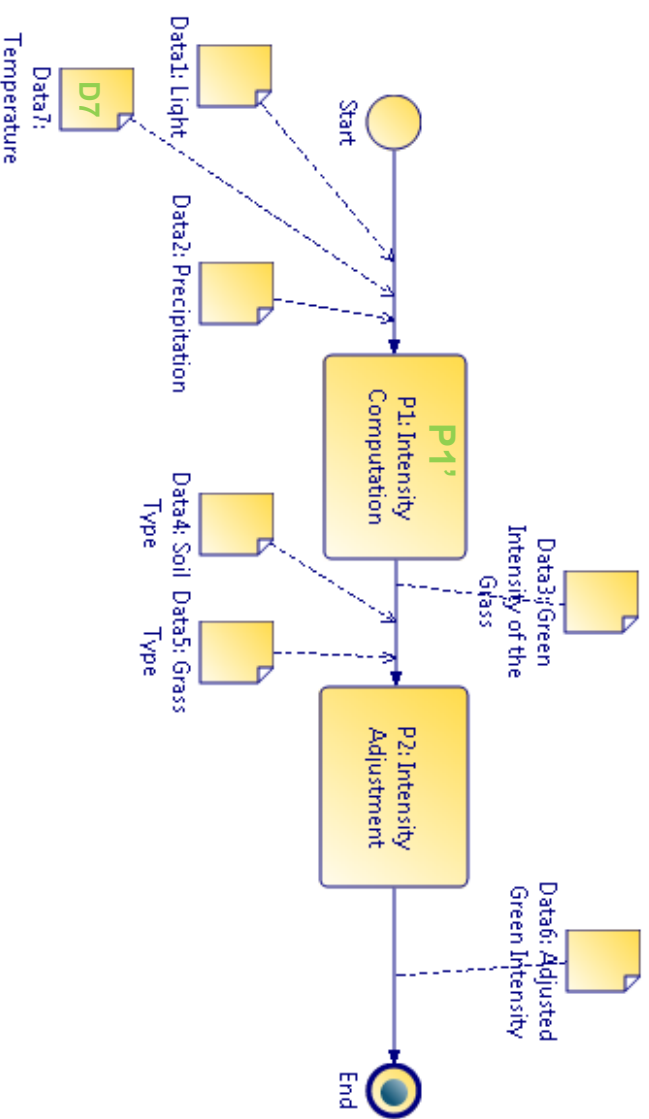 Data3: Green
Intensity of the
Grass
Data6: Adjusted
Green Intensity
Start
P1'
P1: Intensity
Computation
P2: Intensity
Adjustment
End
Data1: Light
Data2: Precipitation
Data4: Soil
Type
Data5: Grass
Type
D7
Data7:
Temperature